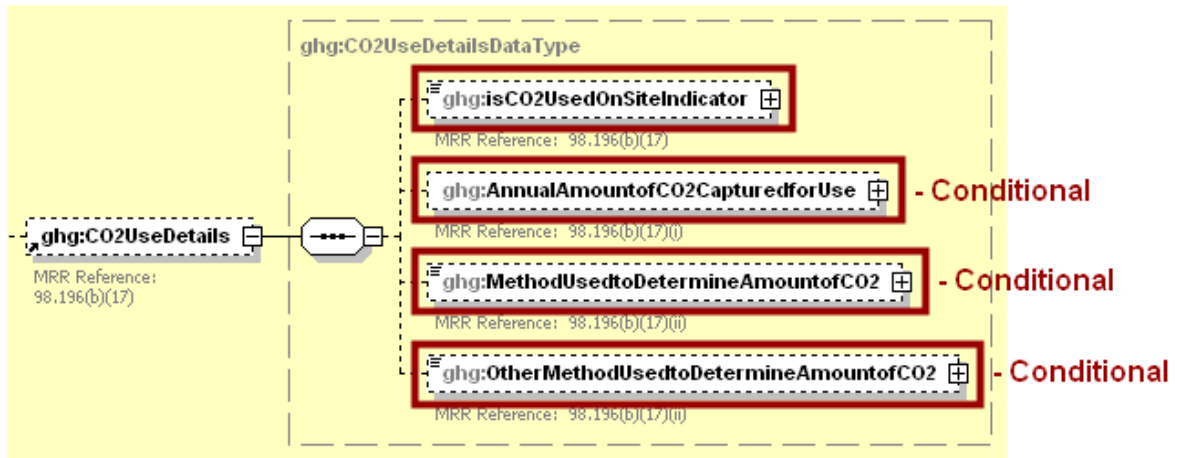 ghg:CO2UseDetailsDataType
ghg:isCO2UsedOnSiteIndicator
MRR Reference: 98.196(b)(17)
ghg:AnnualAmountofCO2CapturedforUse
- Conditional
MRR Reference: 98.196(b)(17)(i)
ghg:CO2UseDetails
MRR Reference:
98.196(b)(17)
ghg:MethodUsedtoDetermineAmountofCO2
- Conditional
MRR Reference: 98.196(b)(17)(ii)
ghg:OtherMethodUsedtoDetermineAmountofCO2
- Conditional
MRR Reference: 98.196(b)(17)(ii)